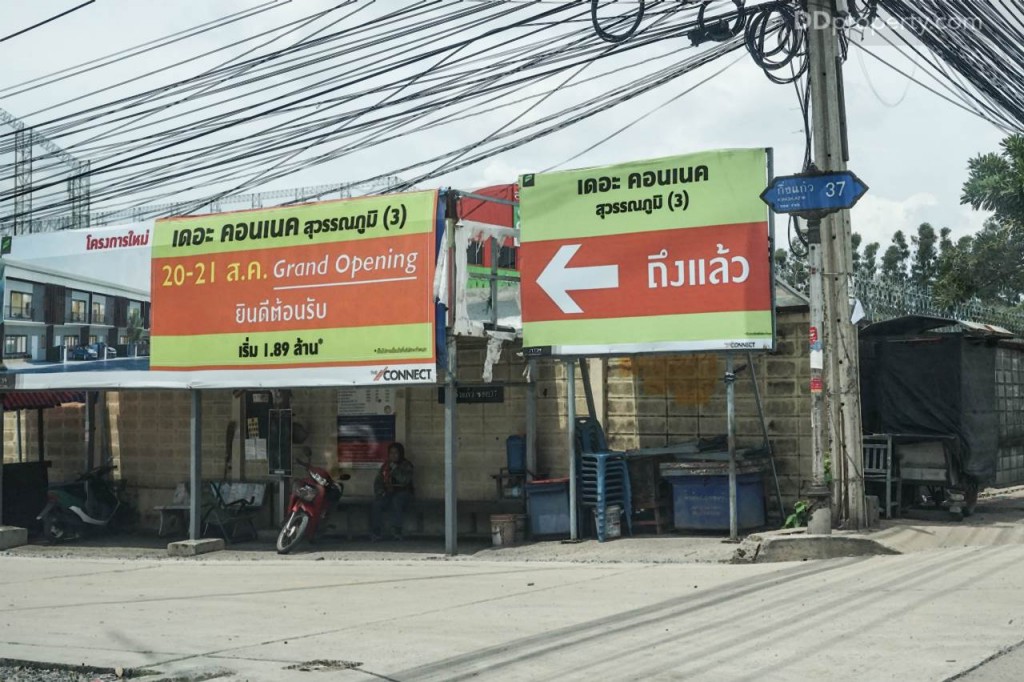 DDproperty.com
โครงการใหม่
เดอะ คอนเนค สุวรรณภูมิ (3)
20-21 ส.ค. Grand Opening
ยินดีต้อนรับ
เริ่ม 1.89 ล้าน*
THE CONNECT
เดอะ คอนเนค
สุวรรณภูมิ (3)
ถึงแล้ว
THE CONNECT
กิ่งแก้ว 37